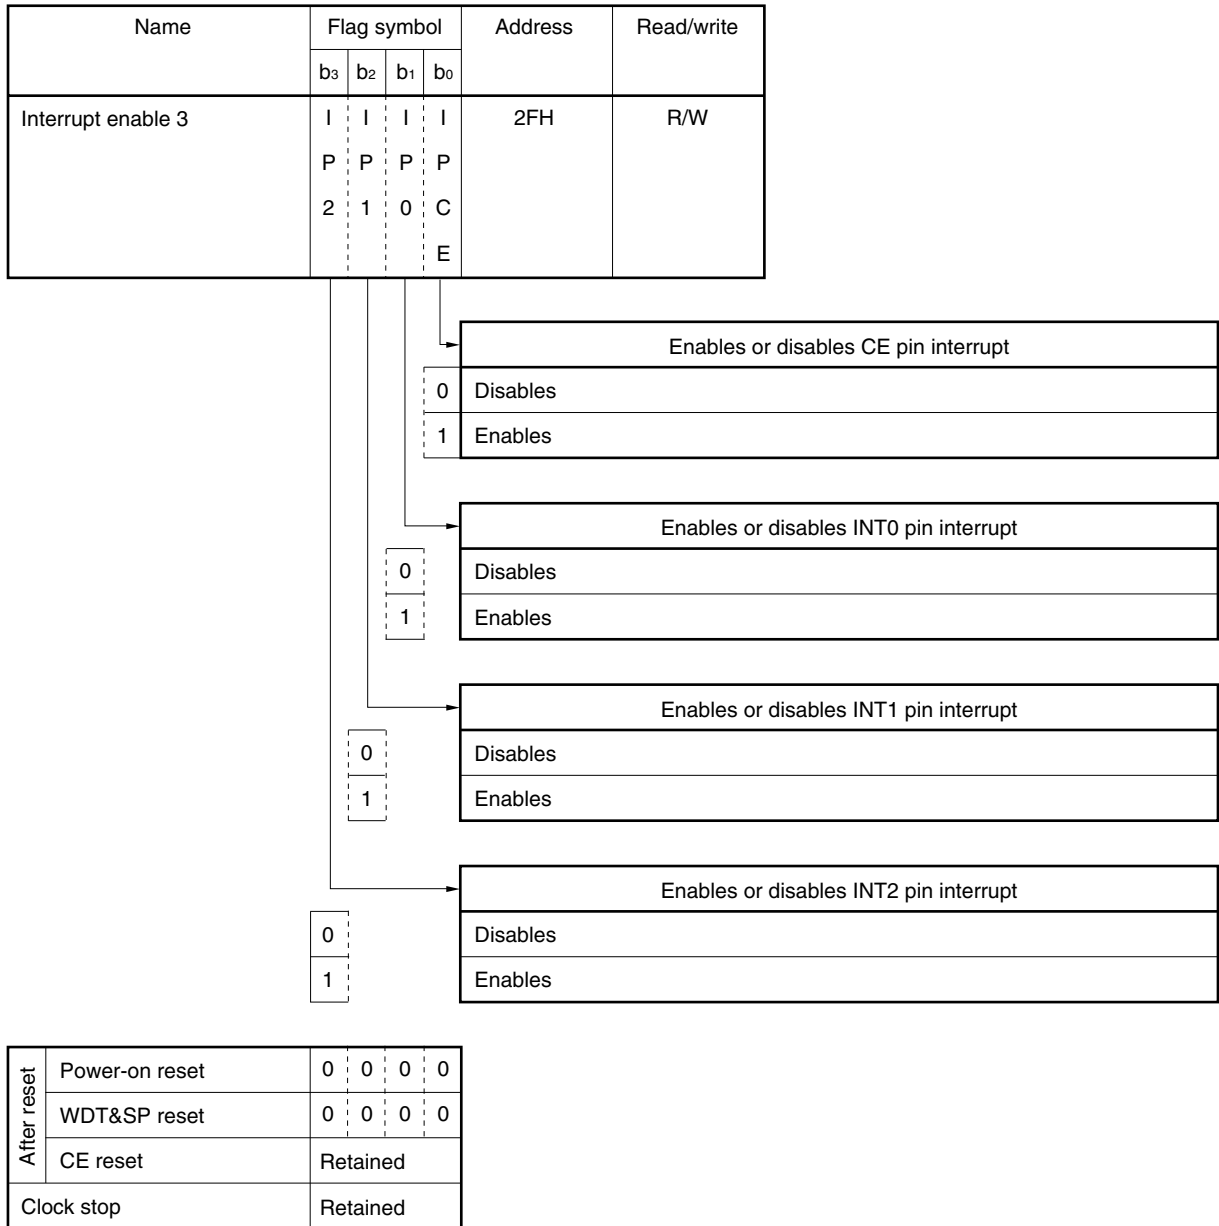 Name Flag symbol Address Read/write
b3 b2 b1 b0
Interrupt enable 3 I I I I 2FH R/W
P P P P
2 1 0 C
E
Enables or disables CE pin interrupt
0 Disables
1 Enables
Enables or disables INT0 pin interrupt
0 Disables
1 Enables
Enables or disables INT1 pin interrupt
0 Disables
1 Enables
Enables or disables INT2 pin interrupt
0 Disables
1 Enables
After reset
Power-on reset 0 0 0 0
WDT&SP reset 0 0 0 0
CE reset Retained
Clock stop Retained